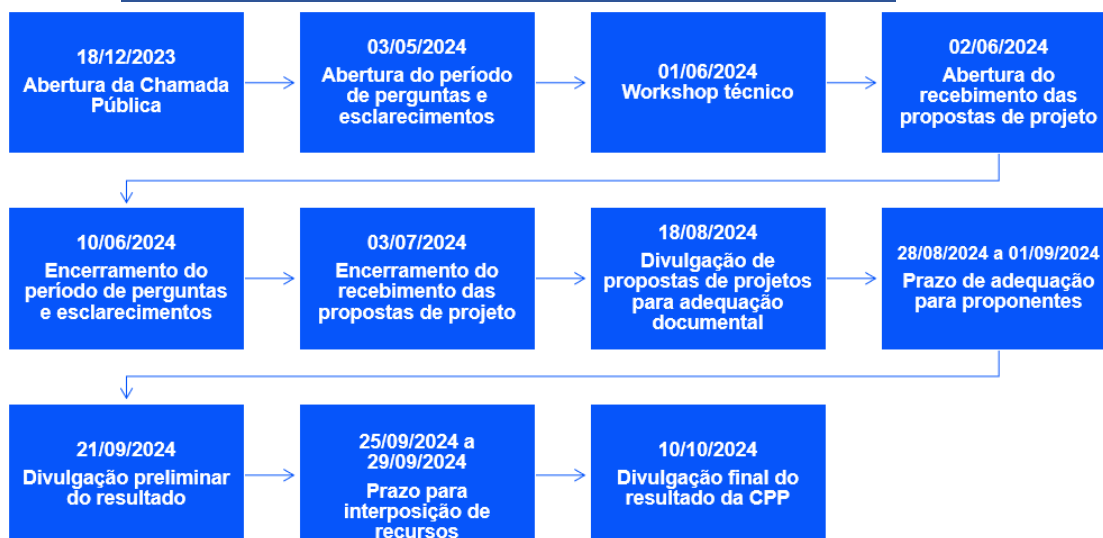 18/12/2023
Abertura da Chamada
Pública
03/05/2024
Abertura do período
de perguntas e
esclarecimentos
01/06/2024
Workshop técnico
02/06/2024
Abertura do
recebimento das
propostas de projeto
10/06/2024
Encerramento do
período de perguntas
e esclarecimentos
03/07/2024
Encerramento do
recebimento das
propostas de projeto
18/08/2024
Divulgação de
propostas de projetos
para adequação
documental
28/08/2024 a 01/09/2024
Prazo de adequação
para proponentes
21/09/2024
Divulgação preliminar
do resultado
25/09/2024 a
29/09/2024
Prazo para
interposição de
recursos
10/10/2024
Divulgação final do
resultado da CPP